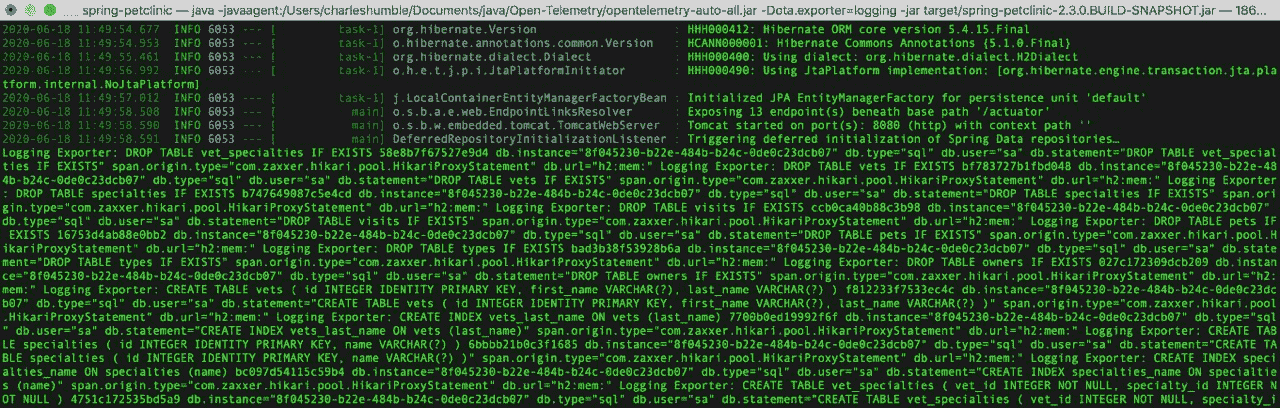 spring-petclinic — java -javaagent:/Users/charleshumble/Documents/java/Open-Telemetry/opentelemetry-auto-all.jar -Dota.exporter=logging -jar target/spring-petclinic-2.3.0.BUILD-SNAPSHOT.jar — 186…
2020-06-18 11:49:54.677 INFO 6053 --- [ task-1] org.hibernate.Version : HHH000412: Hibernate ORM core version 5.4.15.Final
2020-06-18 11:49:54.953 INFO 6053 --- [ task-1] o.hibernate.annotations.common.Version : HCANN000001: Hibernate Commons Annotations {5.1.0.Final}
2020-06-18 11:49:55.461 INFO 6053 --- [ task-1] org.hibernate.dialect.Dialect : HHH000400: Using dialect: org.hibernate.dialect.H2Dialect
2020-06-18 11:49:56.992 INFO 6053 --- [ task-1] o.h.e.t.j.p.i.JtaPlatformInitiator : HHH000490: Using JtaPlatform implementation: [org.hibernate.engine.transaction.jta.pla
tform.internal.NoJtaPlatform]
2020-06-18 11:49:57.012 INFO 6053 --- [ task-1] j.LocalContainerEntityManagerFactoryBean : Initialized JPA EntityManagerFactory for persistence unit 'default'
2020-06-18 11:49:58.508 INFO 6053 --- [ main] o.s.b.a.e.web.EndpointLinksResolver : Exposing 13 endpoint(s) beneath base path '/actuator'
2020-06-18 11:49:58.590 INFO 6053 --- [ main] o.s.b.w.embedded.tomcat.TomcatWebServer : Tomcat started on port(s): 8080 (http) with context path ''
2020-06-18 11:49:58.591 INFO 6053 --- [ main] DeferredRepositoryInitializationListener : Triggering deferred initialization of Spring Data repositories…
Logging Exporter: DROP TABLE vet_specialties IF EXISTS 58e8b7f67527e9d4 db.instance="8f045230-b22e-484b-b24c-0de0c23dcb07" db.type="sql" db.user="sa" db.statement="DROP TABLE vet_special
ties IF EXISTS" span.origin.type="com.zaxxer.hikari.pool.HikariProxyStatement" db.url="h2:mem:" Logging Exporter: DROP TABLE vets IF EXISTS bf783727b1fbd048 db.instance="8f045230-b22e-48
4b-b24c-0de0c23dcb07" db.type="sql" db.user="sa" db.statement="DROP TABLE vets IF EXISTS" span.origin.type="com.zaxxer.hikari.pool.HikariProxyStatement" db.url="h2:mem:" Logging Exporter
: DROP TABLE specialties IF EXISTS b747649087c5e4cf db.instance="8f045230-b22e-484b-b24c-0de0c23dcb07" db.type="sql" db.user="sa" db.statement="DROP TABLE specialties IF EXISTS" span.ori
gin.type="com.zaxxer.hikari.pool.HikariProxyStatement" db.url="h2:mem:" Logging Exporter: DROP TABLE visits IF EXISTS ccb0ca40b88c3b98 db.instance="8f045230-b22e-484b-b24c-0de0c23dcb07"
db.type="sql" db.user="sa" db.statement="DROP TABLE visits IF EXISTS" span.origin.type="com.zaxxer.hikari.pool.HikariProxyStatement" db.url="h2:mem:" Logging Exporter: DROP TABLE pets IF
EXISTS 16753d4ab88e0bb2 db.instance="8f045230-b22e-484b-b24c-0de0c23dcb07" db.type="sql" db.user="sa" db.statement="DROP TABLE pets IF EXISTS" span.origin.type="com.zaxxer.hikari.pool.H
ikariProxyStatement" db.url="h2:mem:" Logging Exporter: DROP TABLE types IF EXISTS bad3b38f53928b6a db.instance="8f045230-b22e-484b-b24c-0de0c23dcb07" db.type="sql" db.user="sa" db.state
ment="DROP TABLE types IF EXISTS" span.origin.type="com.zaxxer.hikari.pool.HikariProxyStatement" db.url="h2:mem:" Logging Exporter: DROP TABLE owners IF EXISTS 027c172309dcb209 db.instan
ce="8f045230-b22e-484b-b24c-0de0c23dcb07" db.type="sql" db.user="sa" db.statement="DROP TABLE owners IF EXISTS" span.origin.type="com.zaxxer.hikari.pool.HikariProxyStatement" db.url="h2:
mem:" Logging Exporter: CREATE TABLE vets ( id INTEGER IDENTITY PRIMARY KEY, first_name VARCHAR(?), last_name VARCHAR(?) ) f812233f7533ec4c db.instance="8f045230-b22e-484b-b24c-0de0c23dc
b07" db.type="sql" db.user="sa" db.statement="CREATE TABLE vets ( id INTEGER IDENTITY PRIMARY KEY, first_name VARCHAR(?), last_name VARCHAR(?) )" span.origin.type="com.zaxxer.hikari.pool
.HikariProxyStatement" db.url="h2:mem:" Logging Exporter: CREATE INDEX vets_last_name ON vets (last_name) 7700b0ed19992f6f db.instance="8f045230-b22e-484b-b24c-0de0c23dcb07" db.type="sql
" db.user="sa" db.statement="CREATE INDEX vets_last_name ON vets (last_name)" span.origin.type="com.zaxxer.hikari.pool.HikariProxyStatement" db.url="h2:mem:" Logging Exporter: CREATE TAB
LE specialties ( id INTEGER IDENTITY PRIMARY KEY, name VARCHAR(?) ) 6bbbb21b0c3f1685 db.instance="8f045230-b22e-484b-b24c-0de0c23dcb07" db.type="sql" db.user="sa" db.statement="CREATE TA
BLE specialties ( id INTEGER IDENTITY PRIMARY KEY, name VARCHAR(?) )" span.origin.type="com.zaxxer.hikari.pool.HikariProxyStatement" db.url="h2:mem:" Logging Exporter: CREATE INDEX speci
alties_name ON specialties (name) bc097d54115c59b4 db.instance="8f045230-b22e-484b-b24c-0de0c23dcb07" db.type="sql" db.user="sa" db.statement="CREATE INDEX specialties_name ON specialtie
s (name)" span.origin.type="com.zaxxer.hikari.pool.HikariProxyStatement" db.url="h2:mem:" Logging Exporter: CREATE TABLE vet_specialties ( vet_id INTEGER NOT NULL, specialty_id INTEGER N
OT NULL ) 4751c172535bd5a9 db.instance="8f045230-b22e-484b-b24c-0de0c23dcb07" db.type="sql" db.user="sa" db.statement="CREATE TABLE vet_specialties ( vet_id INTEGER NOT NULL, specialty_i